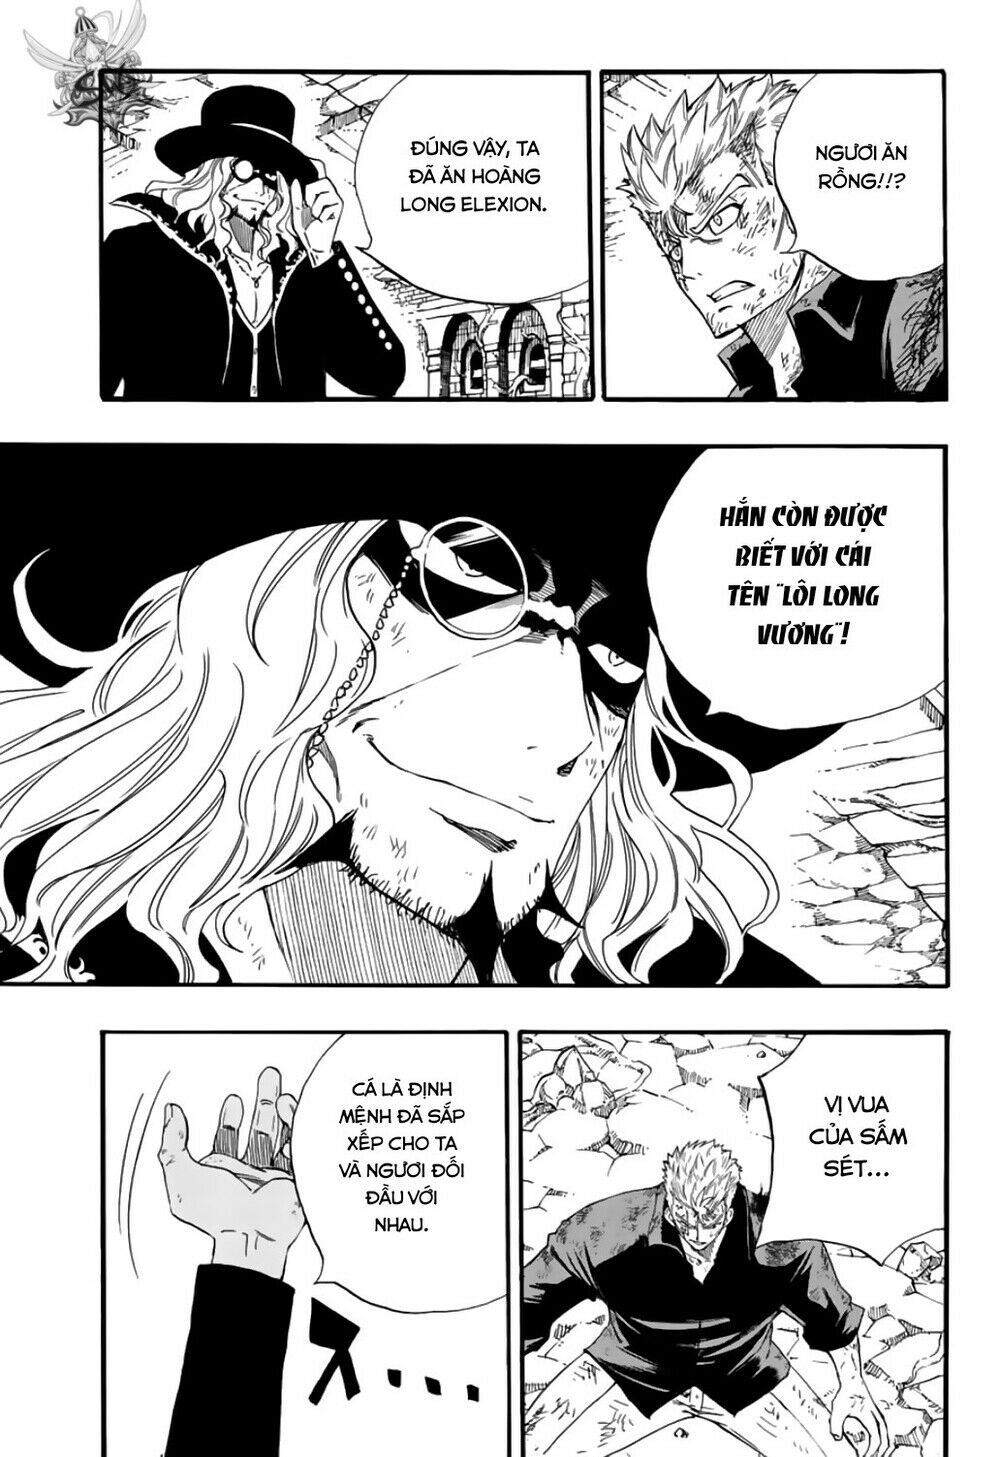 NGƯƠI ĂN
RỒNG!!?
ĐÚNG VẬY, TA
ĐÃ ĂN HOÀNG
LONG ELEXION.
HẮN CÒN ĐƯỢC
BIẾT VỚI CÁI
TÊN "LÔI LONG
VƯƠNG"!
VỊ VUA
CỦA SẤM
SÉT...
CÁ LÀ ĐỊNH
MỆNH ĐÃ SẮP
XẾP CHO TA
VÀ NGƯƠI ĐỐI
ĐẦU VỚI
NHAU.
ス....